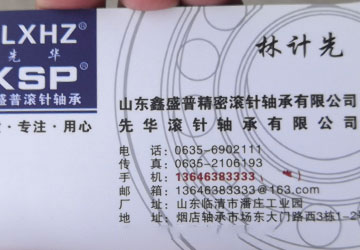 LXHZ
先 华
KSP
盛普滚针轴承
· 专注 · 用心
林计先
山东鑫盛普精密滚针轴承有限公司
先华滚针轴承有限公司
电 话：0635-6902111
传 真：0635-2106193
手 机：13646383333（ ）
邮 箱：13646383333@163.com
厂 址：山东临清市潘庄工业园
地 址：烟店轴承市场东大门路西3栋1-2